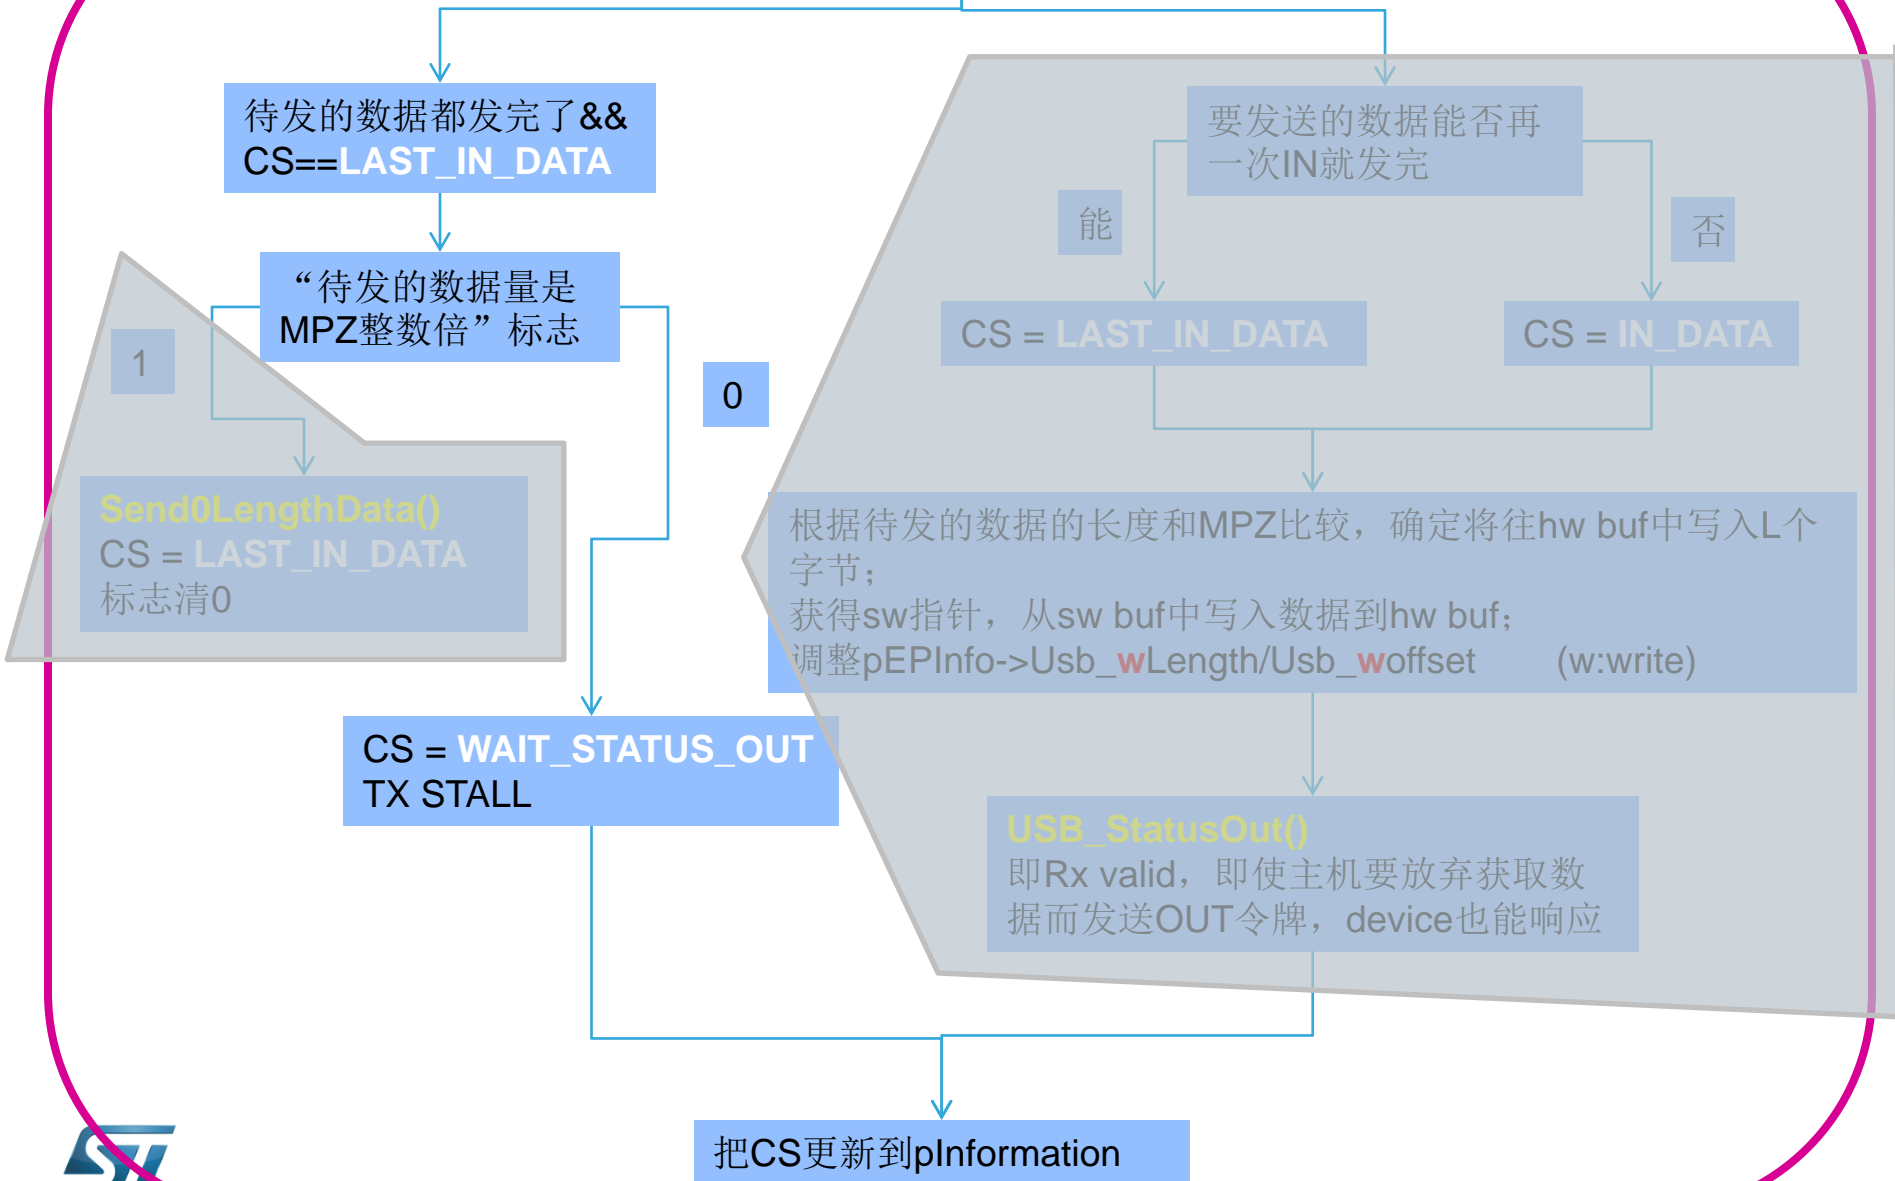 待发的数据都发完了&&
CS==LAST_IN_DATA
“待发的数据量是
MPZ整数倍”标志
1
0
Send0LengthData()
CS = LAST_IN_DATA
标志清0
CS = WAIT_STATUS_OUT
TX STALL
要发送的数据能否再
一次IN就发完
能
否
CS = LAST_IN_DATA
CS = IN_DATA
根据待发的数据的长度和MPZ比较，确定将往hw buf中写入L个
字节；
获得sw指针，从sw buf中写入数据到hw buf；
调整pEPInfo->Usb_wLength/Usb_woffset (w:write)
USB_StatusOut()
即Rx valid，即使主机要放弃获取数
据而发送OUT令牌，device也能响应
把CS更新到pInformation
ST